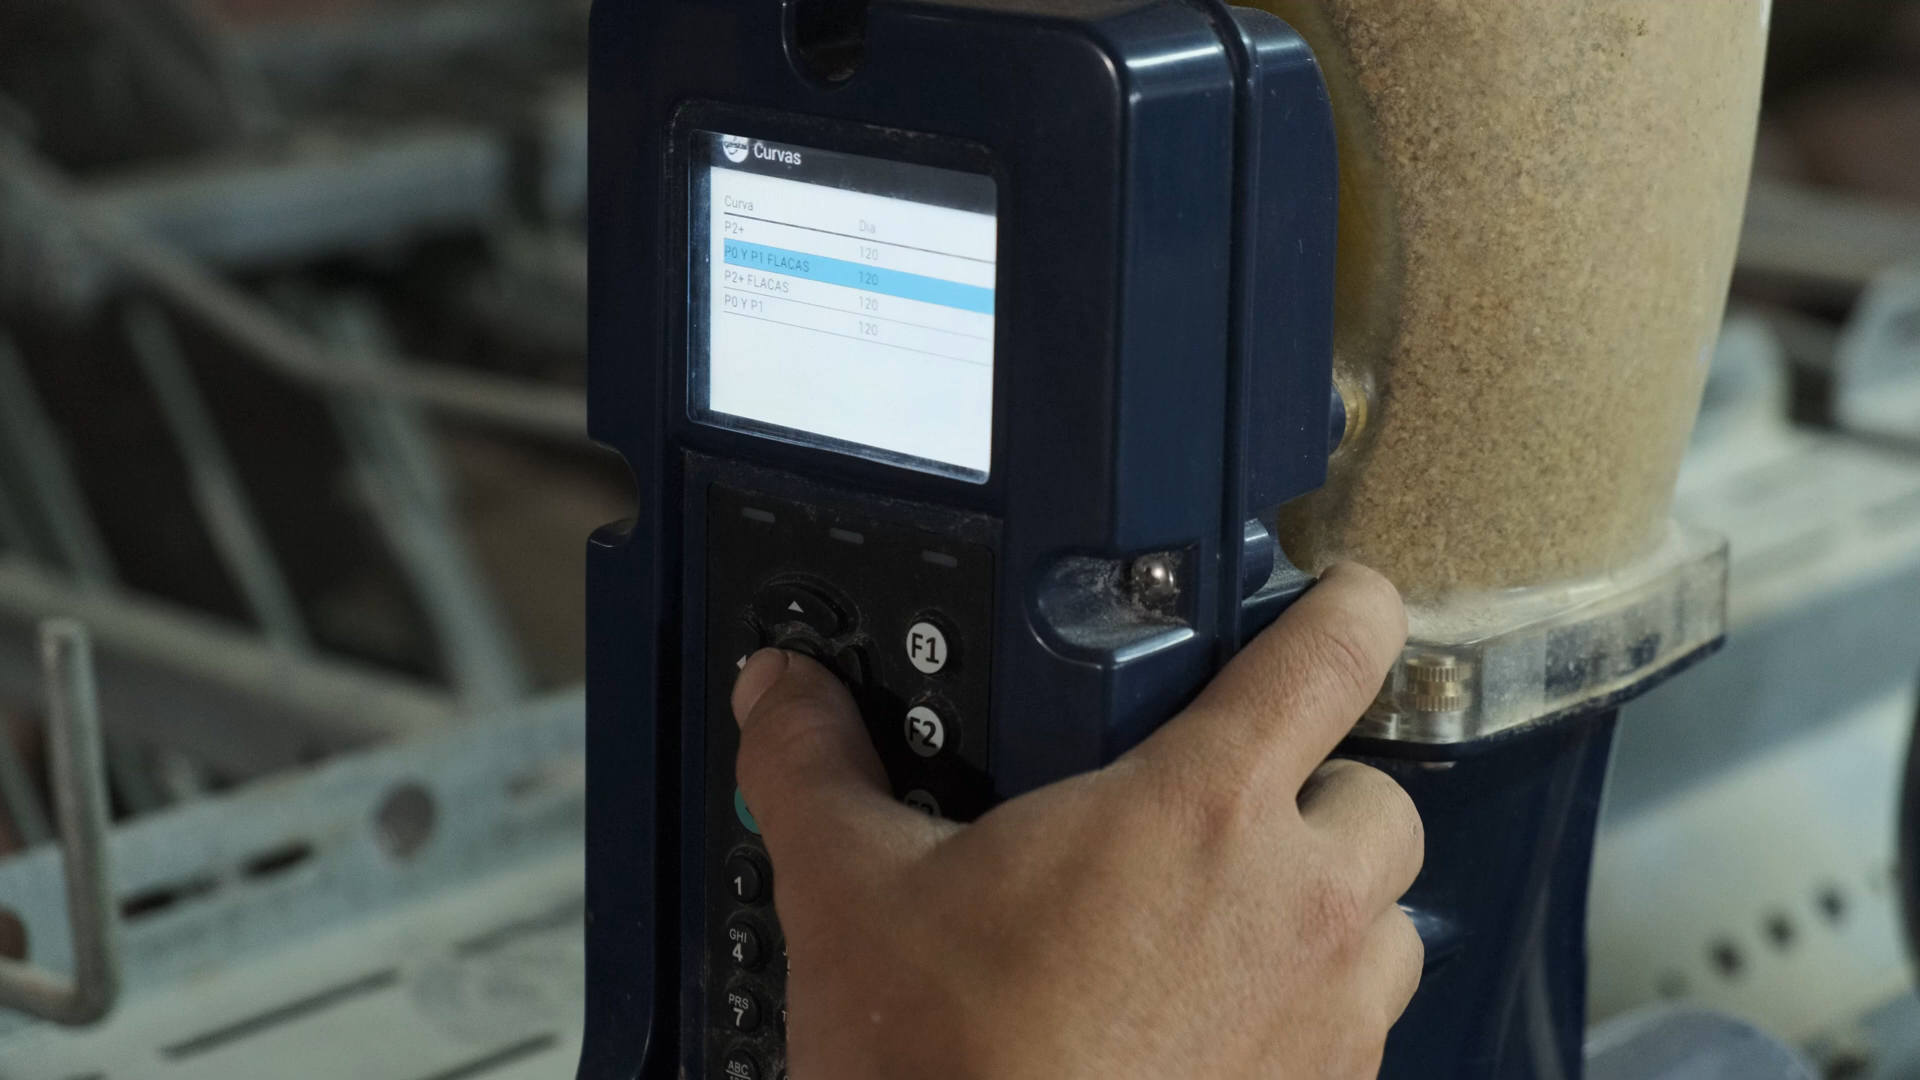 Curvas
Curva Dia
P2+ 120
P0 Y P1 FLACAS 120
P2+ FLACAS 120
P0 Y P1 120
F1
F2
1
GHI
4
PRS
7
ABC